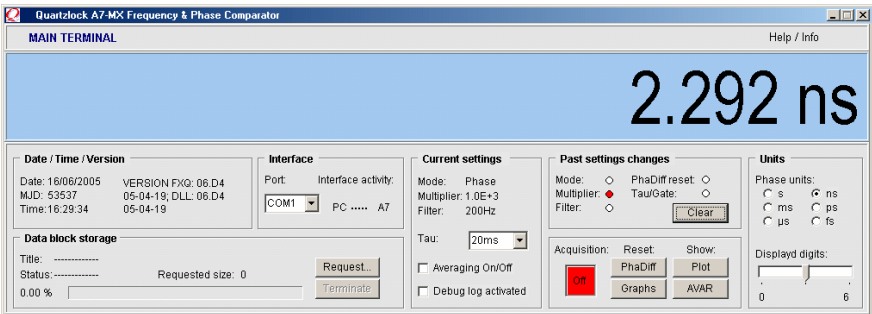 Quartzlock A7-MX Frequency & Phase Comparator
MAIN TERMINAL
Help / Info
2.292 ns
Date / Time / Version
Date: 16/06/2005
MJD: 53537
Time:16:29:34
VERSION FXQ: 06.D4
05-04-19; DLL: 06.D4
05-04-19
Interface
Port:
Interface activity:
COM1
PC ..... A7
Current settings
Mode: Phase
Multiplier: 1.0E+3
Filter: 200Hz
Tau:
20ms
Averaging On/Off
Debug log activated
Past settings changes
Mode:
PhaDiff reset:
Multiplier:
Tau/Gate:
Filter:
Clear
Units
Phase units:
s
ns
ms
ps
µs
fs
Displayd digits:
0
6
Data block storage
Title: -------------
Status:-------------
Requested size: 0
0.00 %
Request...
Terminate
Acquisition:
Reset:
Show:
Off
PhaDiff
Plot
Graphs
AVAR